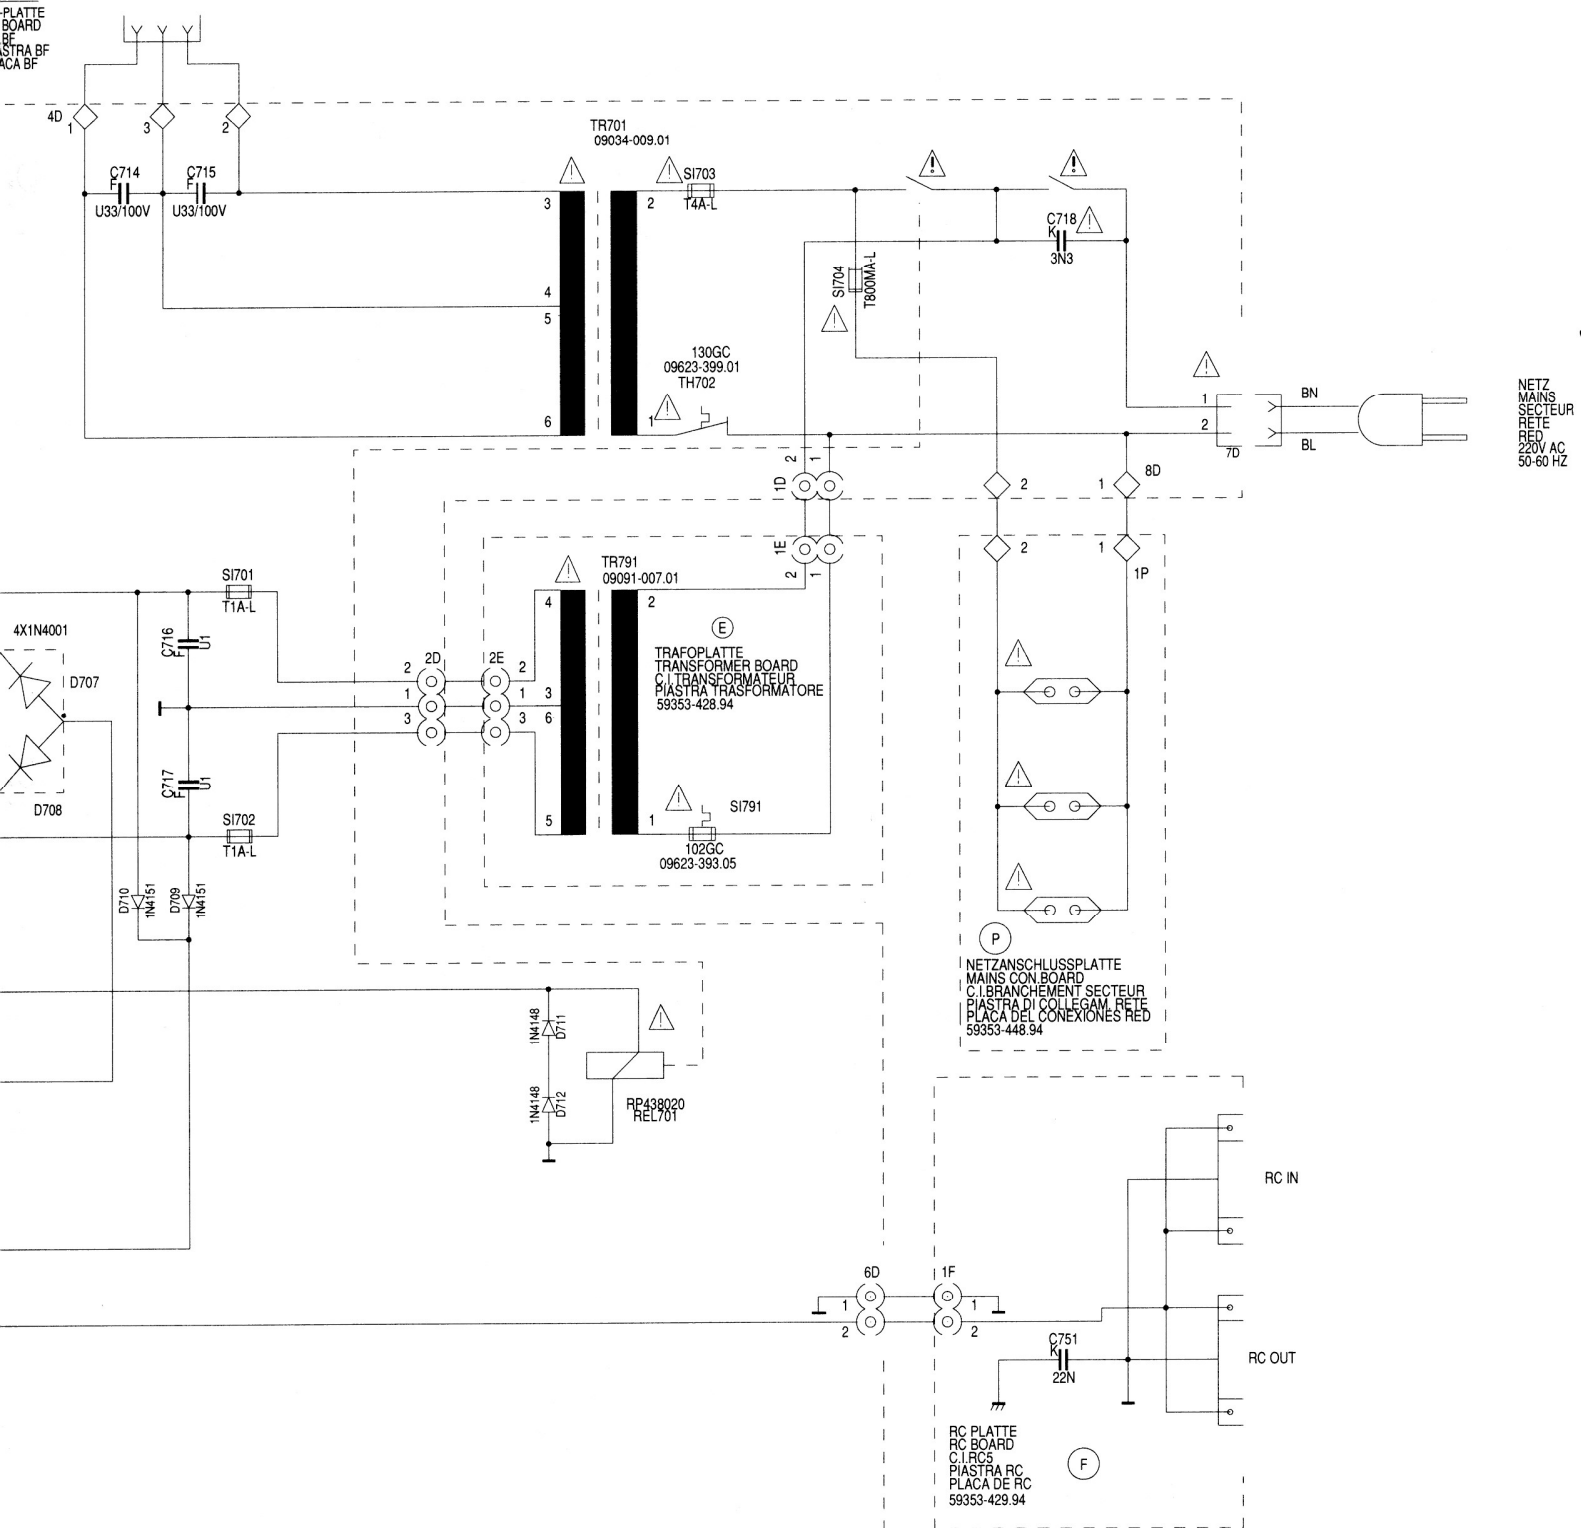 -PLATTE
BOARD
BF
ASTRA BF
ACA BF
4D
1
3
2
C714
F
U33/100V
C715
F
U33/100V
TR701
09034-009.01
3
4
5
6
2
1
SI703
T4A-L
130GC
09623-399.01
TH702
SI704
T800MA-L
C718
K
3N3
1
2
7D
BN
BL
NETZ
MAINS
SECTEUR
RETE
RED
220V AC
50-60 HZ
1D
2
1
2
1
8D
1E
2
1
2
1
1P
SI701
T1A-L
4X1N4001
D707
D708
C716
F
U1
C717
F
U1
SI702
T1A-L
D710
1N4151
D709
1N4151
2D
2
1
3
2E
2
1
3
TR791
09091-007.01
4
3
6
5
2
1
E
TRAFOPLATTE
TRANSFORMER BOARD
C.I.TRANSFORMATEUR
PIASTRA TRASFORMATORE
59353-428.94
SI791
102GC
09623-393.05
P
NETZANSCHLUSSPLATTE
MAINS CON.BOARD
C.I.BRANCHEMENT SECTEUR
PIASTRA DI COLLEGAM. RETE
PLACA DEL CONEXIONES RED
59353-448.94
1N4148
D711
1N4148
D712
RP438020
REL701
RC IN
6D
1
2
1F
1
2
C751
K
22N
RC OUT
RC PLATTE
RC BOARD
C.I.RC5
PIASTRA RC
PLACA DE RC
59353-429.94
F